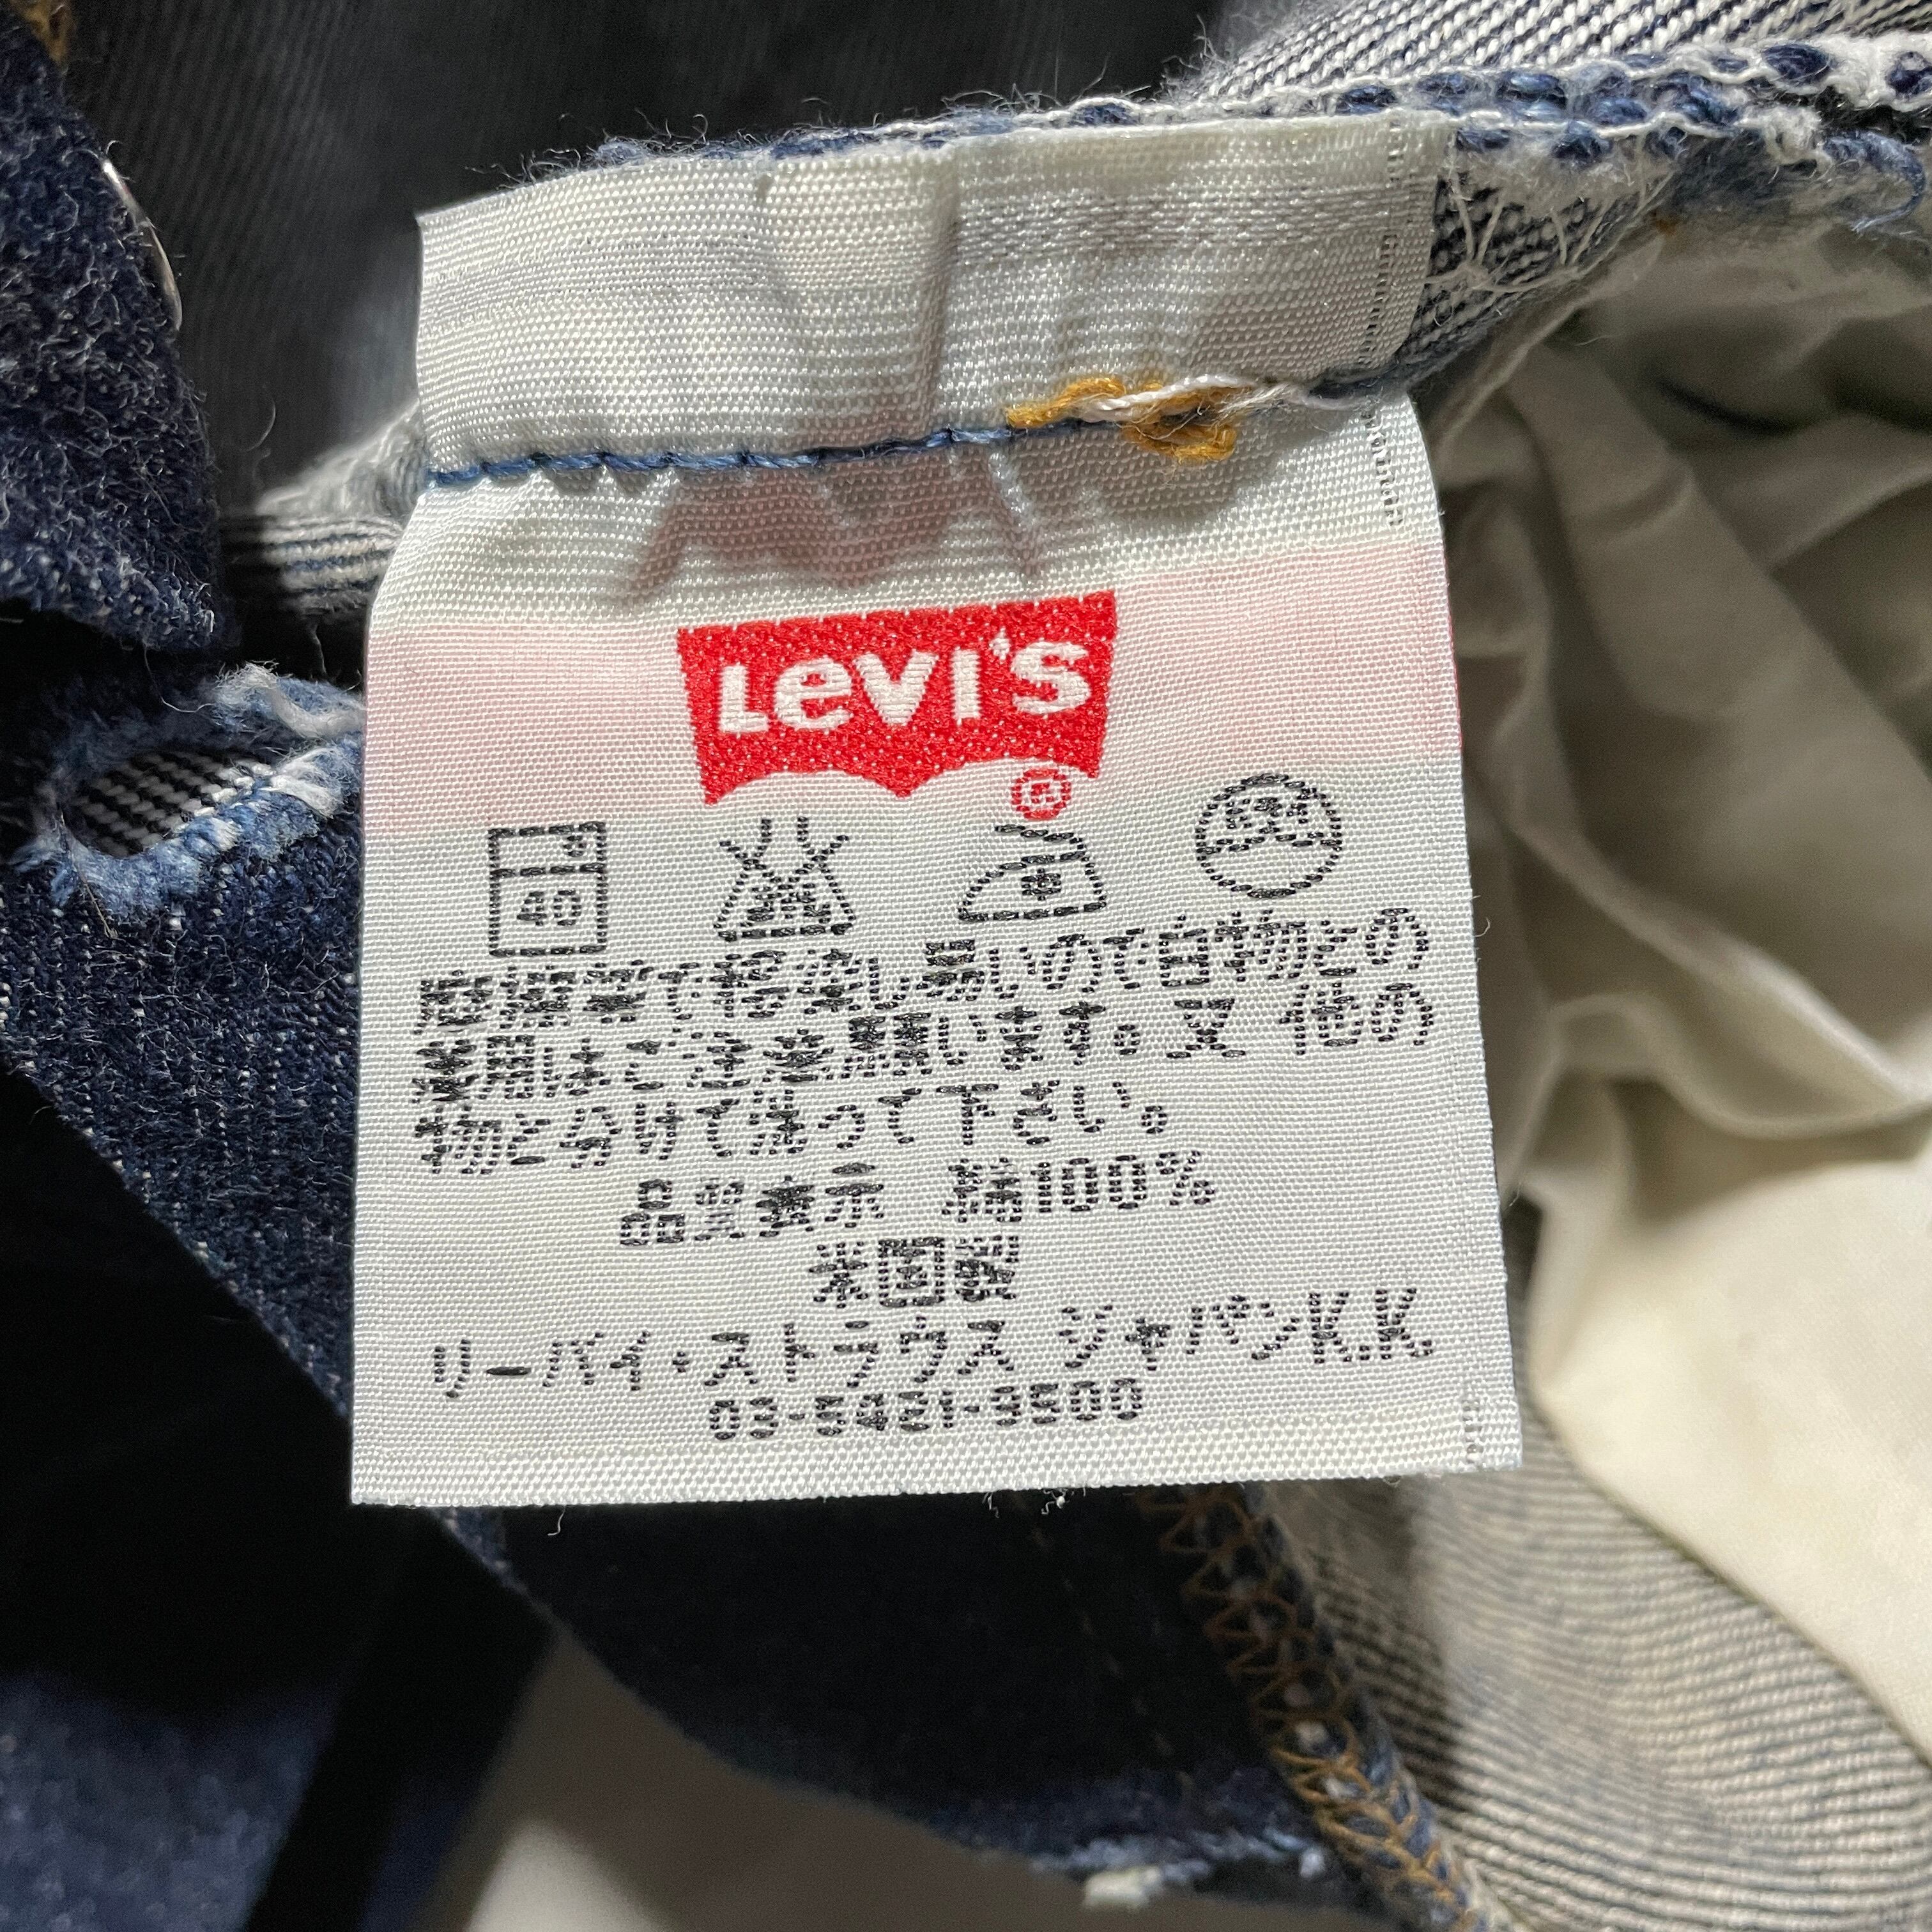 Levi's
®
40
摩擦等で移染し易いので白物との
着用はご注意願います。又 他の
物と分けて洗って下さい。
品質表示 綿100%
米国製
リーバイ・ストラウス ジャパンK.K.
03-5421-9500